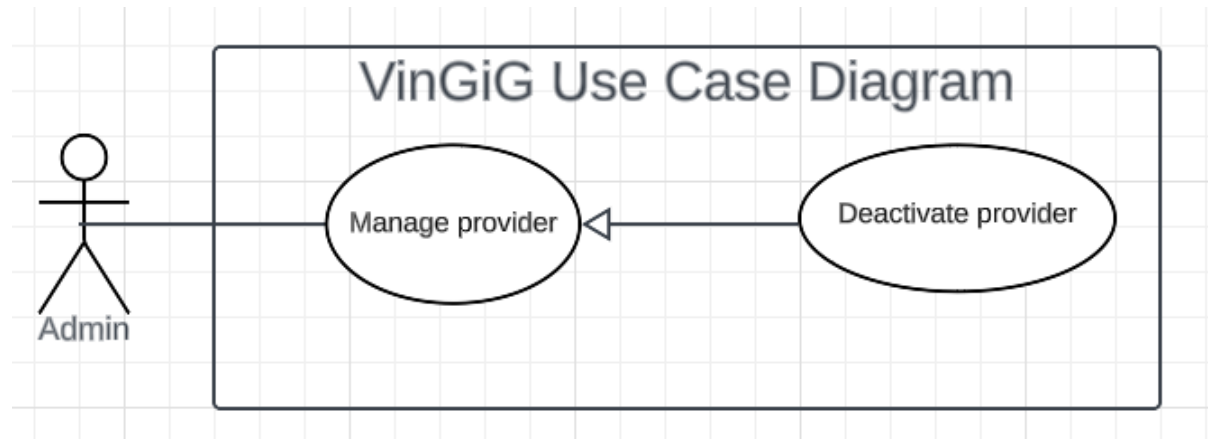 VinGiG Use Case Diagram
Manage provider
Deactivate provider
Admin